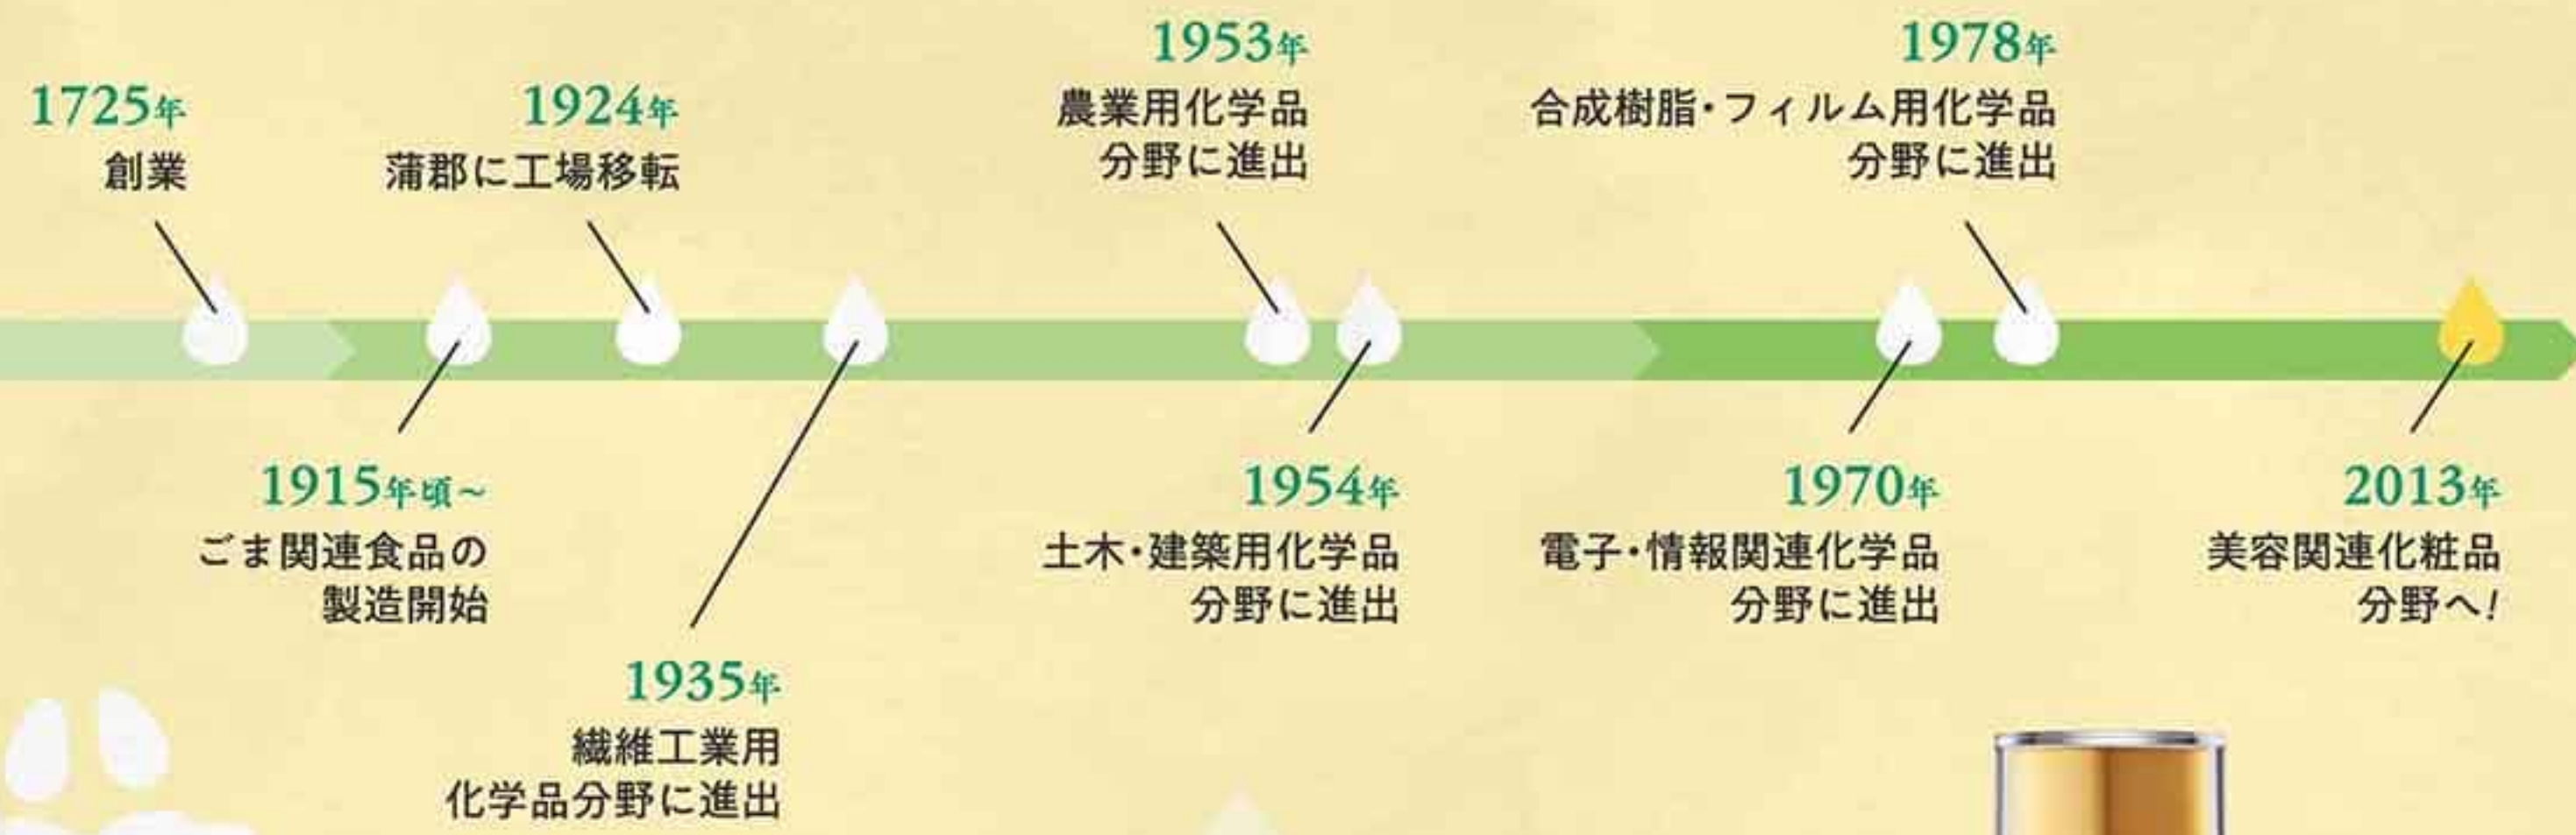 1725年
創業
1915年頃~
ごま関連食品の
製造開始
1924年
蒲郡に工場移転
1935年
繊維工業用
化学品分野に進出
1953年
農業用化学品
分野に進出
1954年
土木・建築用化学品
分野に進出
1970年
電子・情報関連化学品
分野に進出
1978年
合成樹脂・フィルム用化学品
分野に進出
2013年
美容関連化粧品
分野へ!